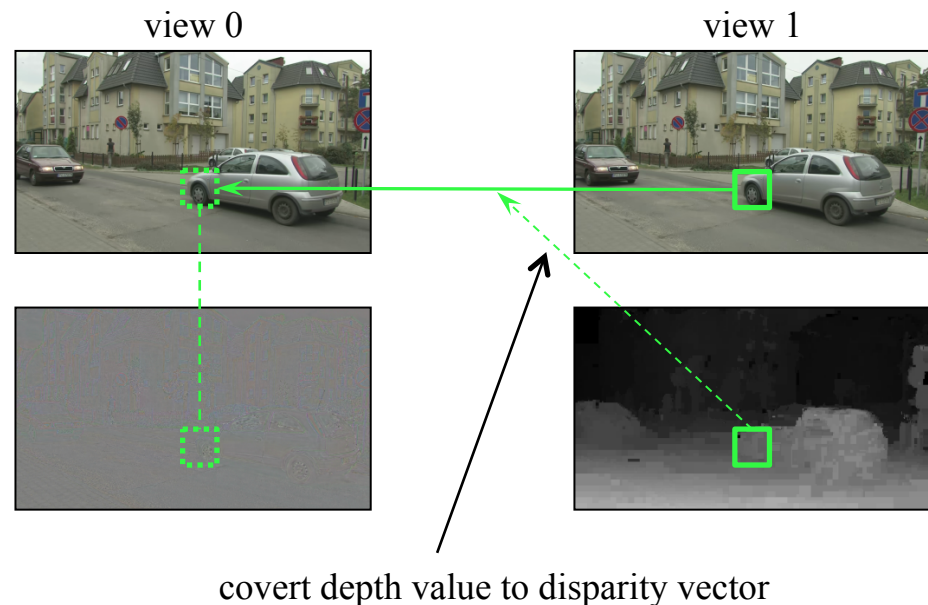 view 0
view 1
covert depth value to disparity vector